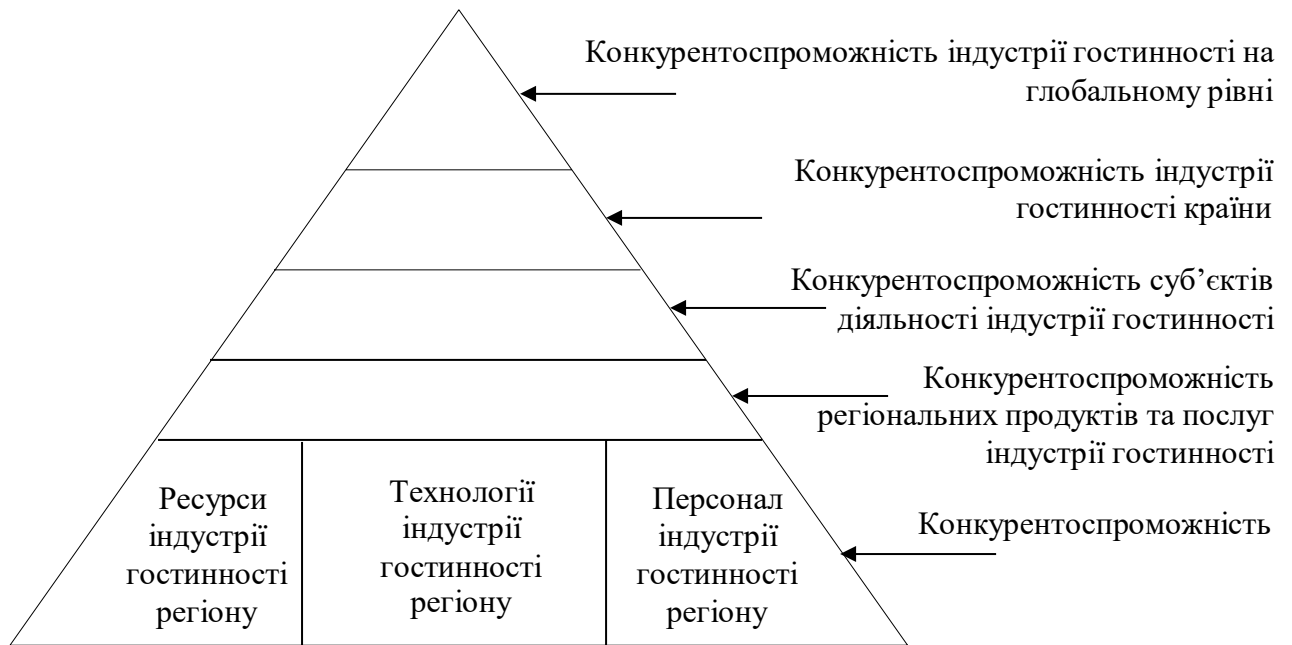 Конкурентоспроможність індустрії гостинності на
глобальному рівні
Конкурентоспроможність індустрії
гостинності країни
Конкурентоспроможність суб’єктів
діяльності індустрії гостинності
Конкурентоспроможність
регіональних продуктів та послуг
індустрії гостинності
Ресурси
індустрії
гостинності
регіону
Технології
індустрії
гостинності
регіону
Персонал
індустрії
гостинності
регіону
Конкурентоспроможність